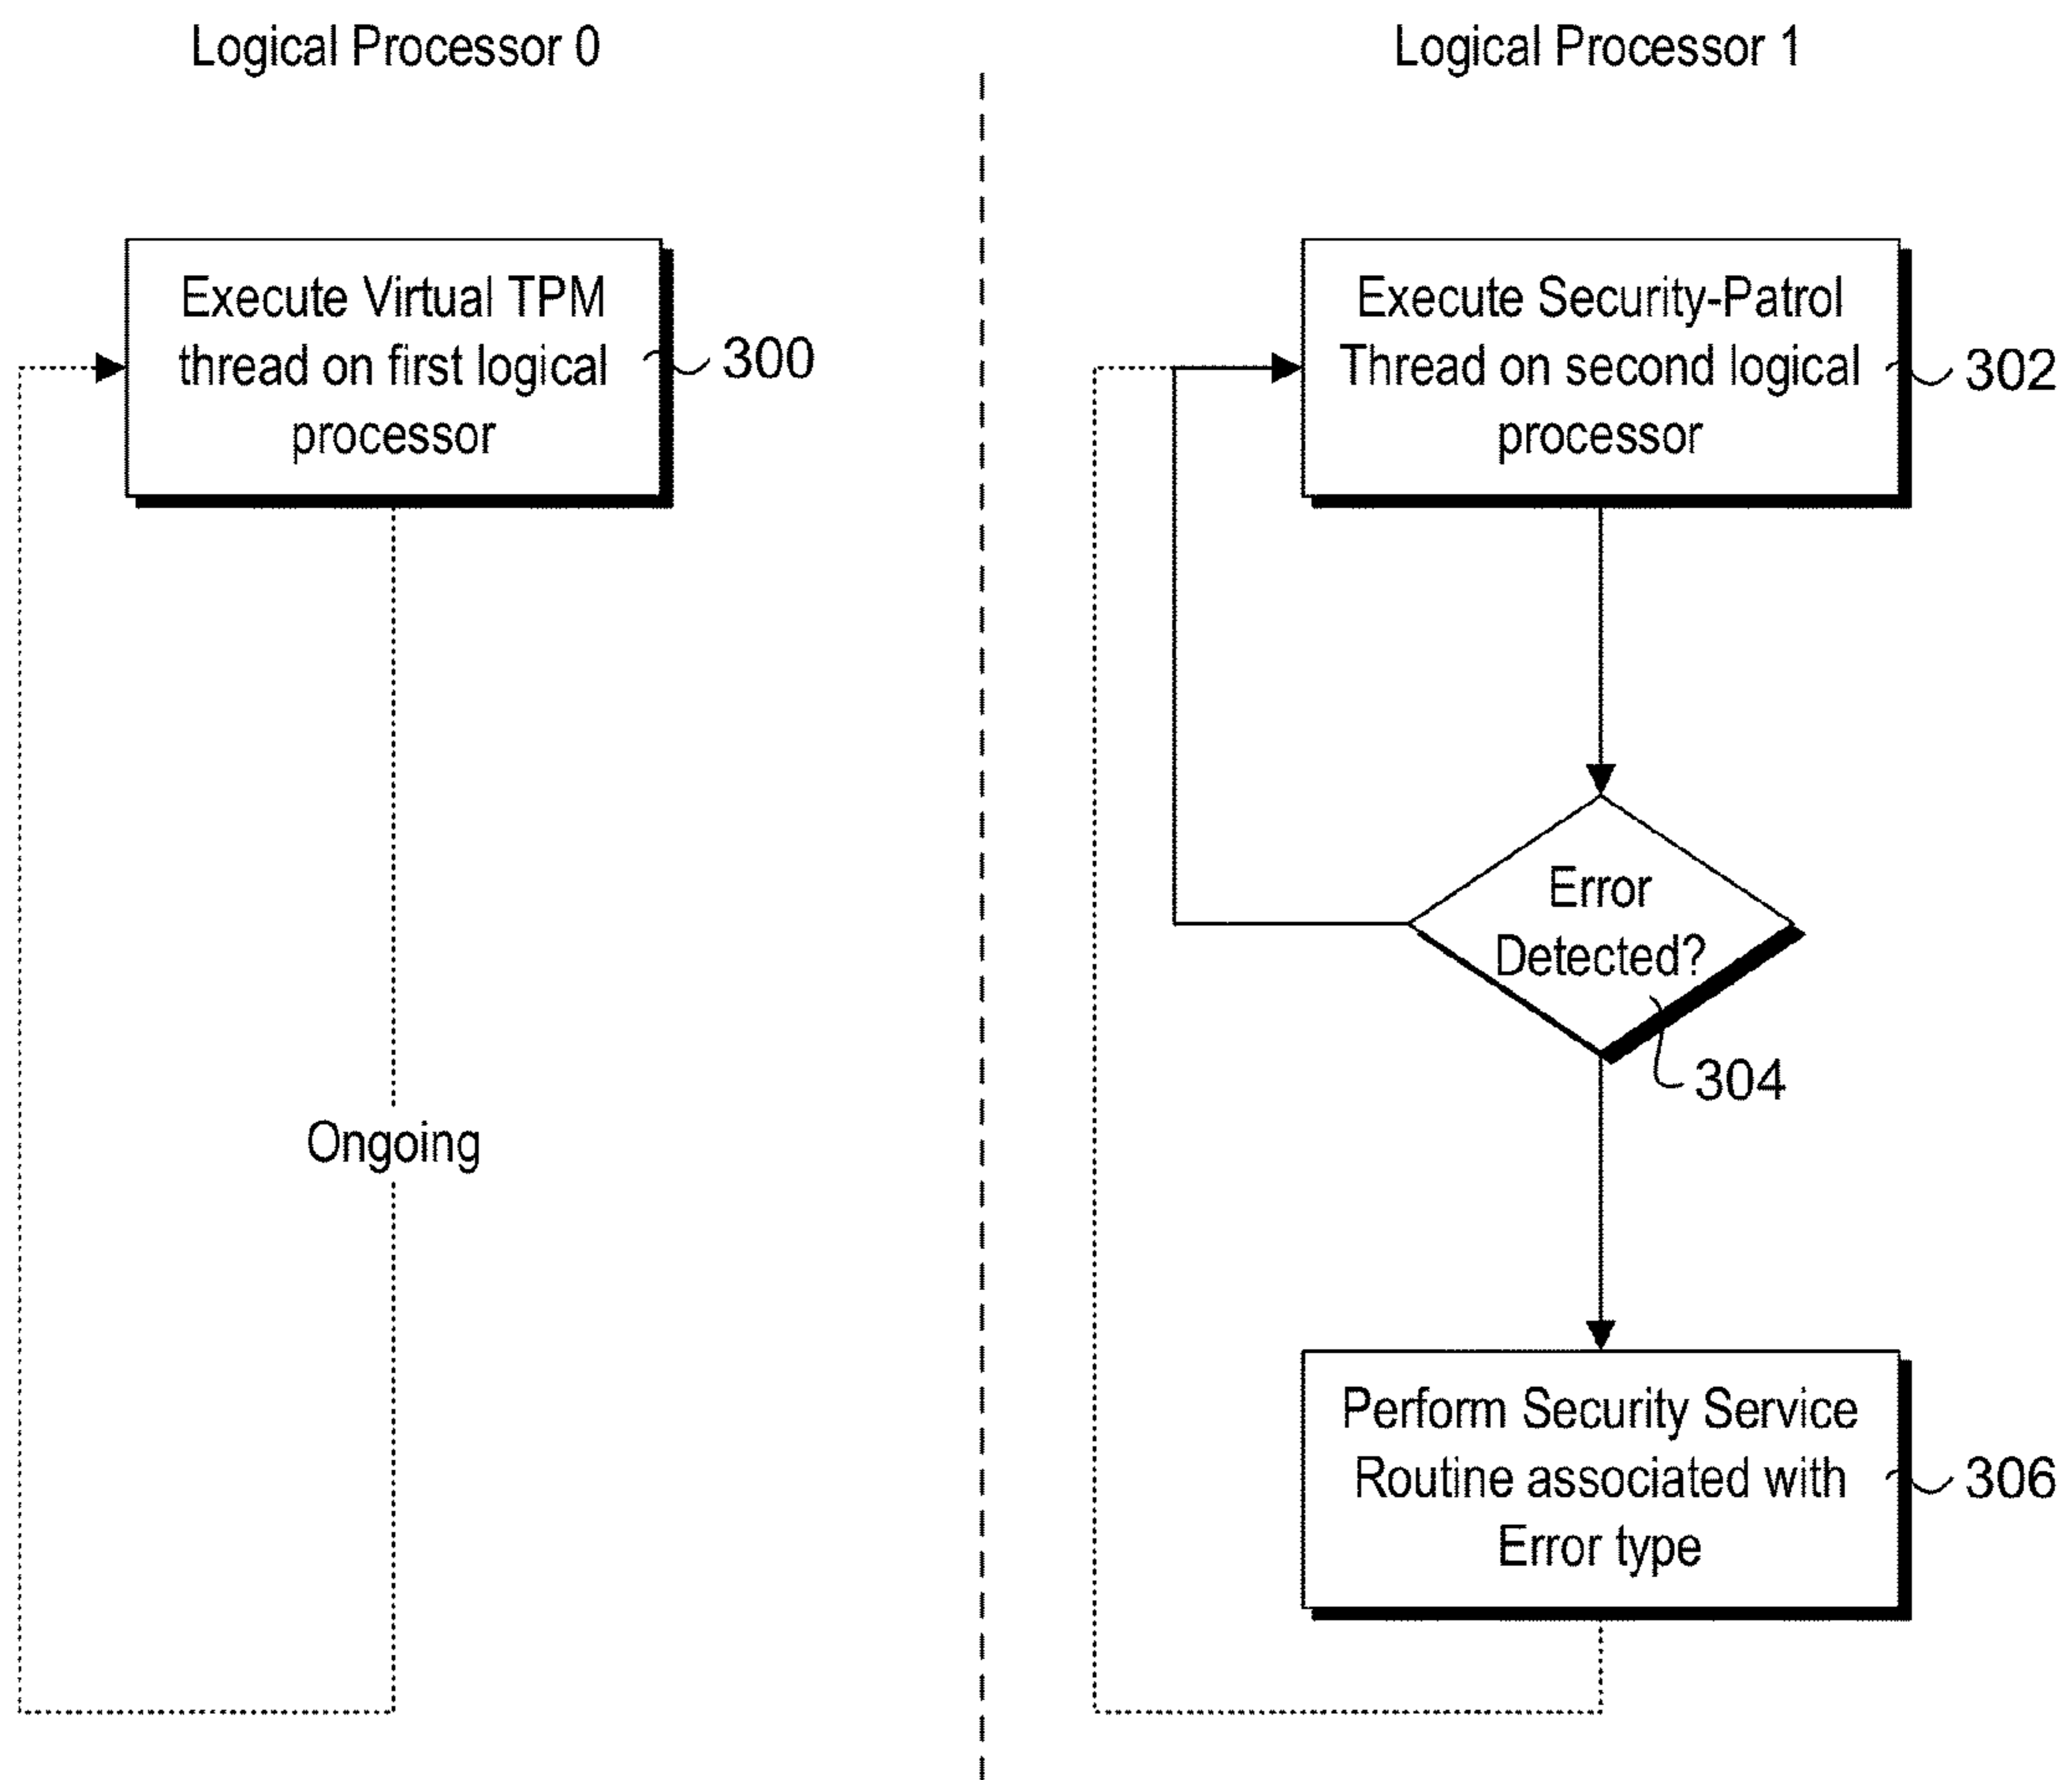 Logical Processor 0
Execute Virtual TPM
thread on first logical
processor
300
Ongoing
Logical Processor 1
Execute Security-Patrol
Thread on second logical
processor
302
Error
Detected?
304
Perform Security Service
Routine associated with
Error type
306